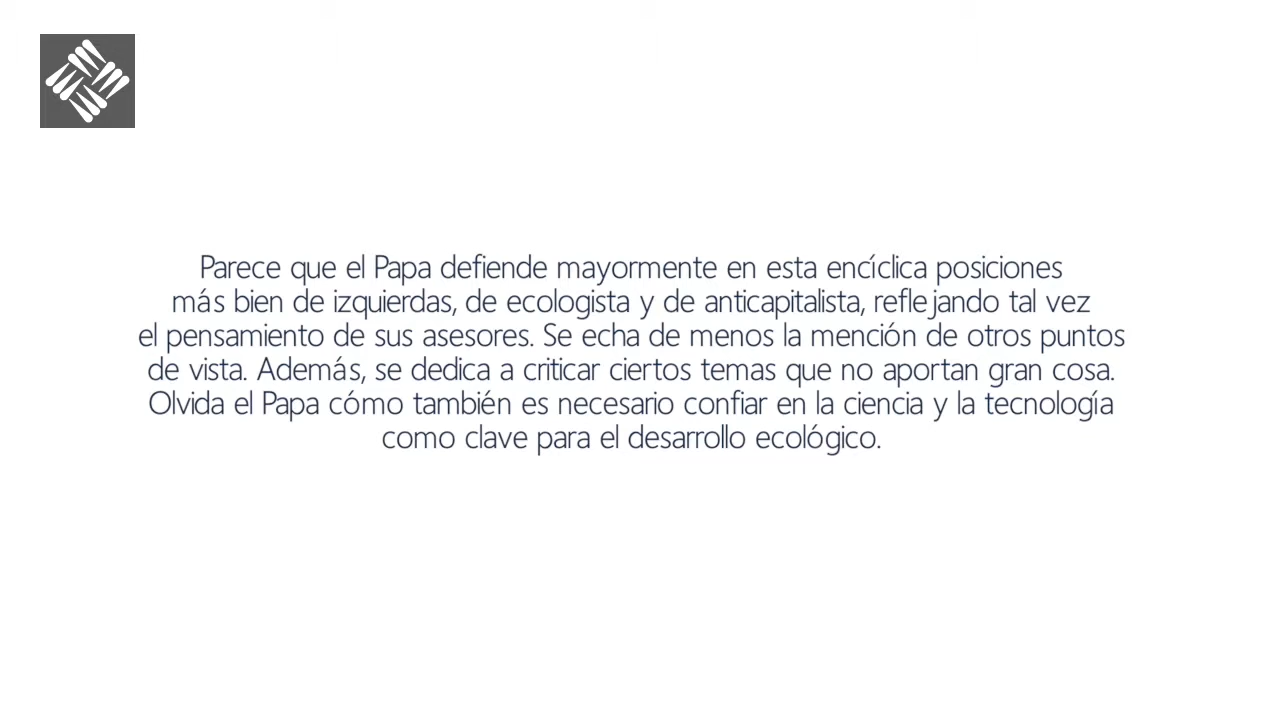 Parece que el Papa defiende mayormente en esta encíclica posiciones
más bien de izquierdas, de ecologista y de anticapitalista, reflejando tal vez
el pensamiento de sus asesores. Se echa de menos la mención de otros puntos
de vista. Además, se dedica a criticar ciertos temas que no aportan gran cosa.
Olvida el Papa cómo también es necesario confiar en la ciencia y la tecnología
como clave para el desarrollo ecológico.